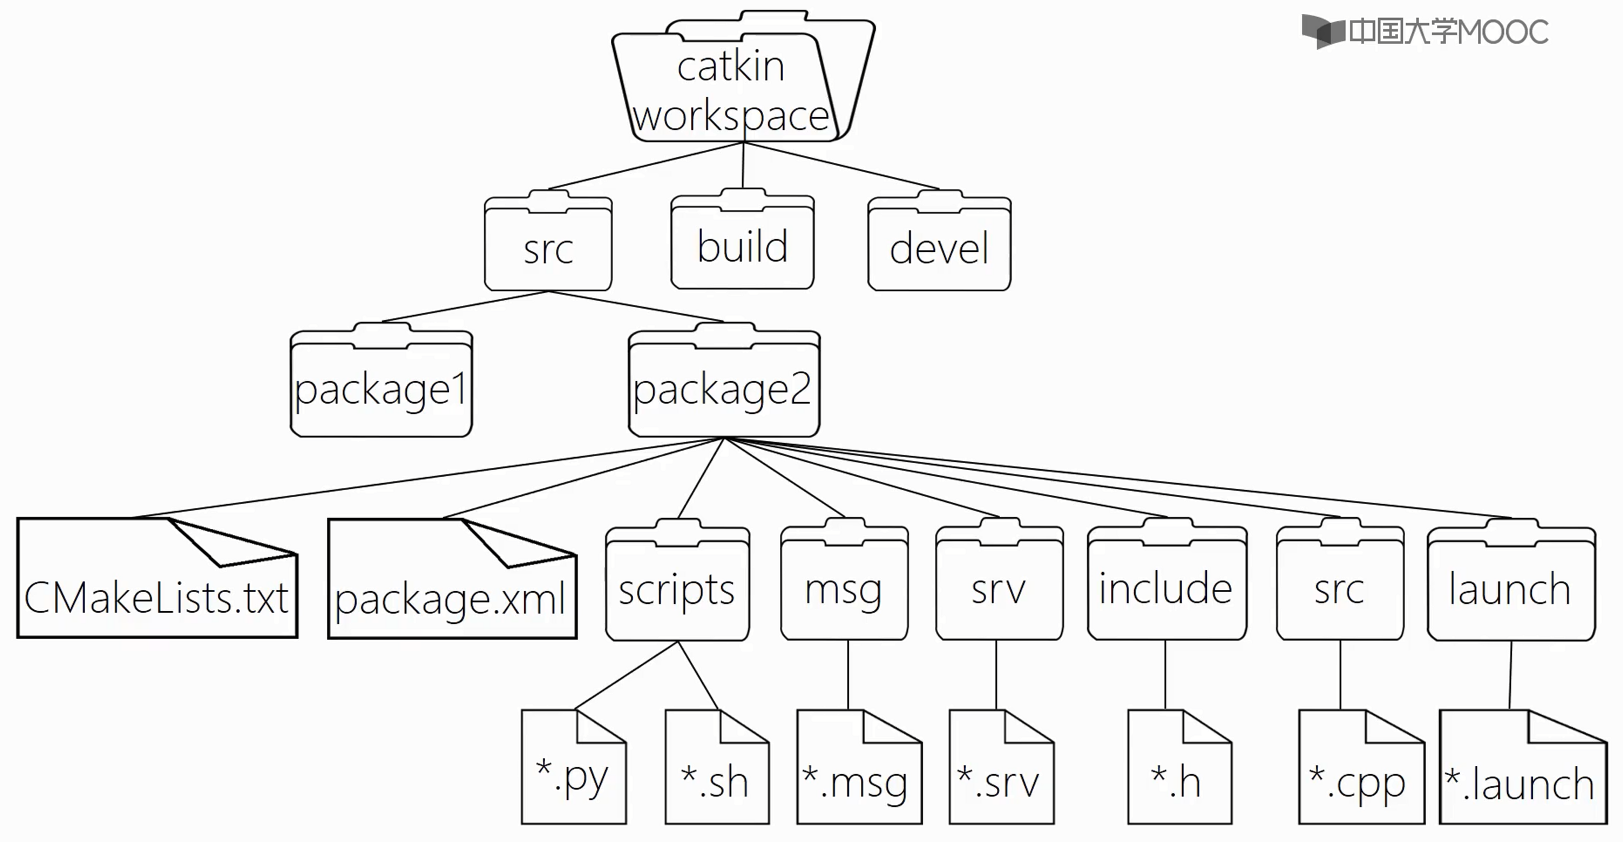 中国大学MOOC
catkin
workspace
src
build
devel
package1
package2
CMakeLists.txt
package.xml
scripts
msg
srv
include
src
launch
*.py
*.sh
*.msg
*.srv
*.h
*.cpp
*.launch